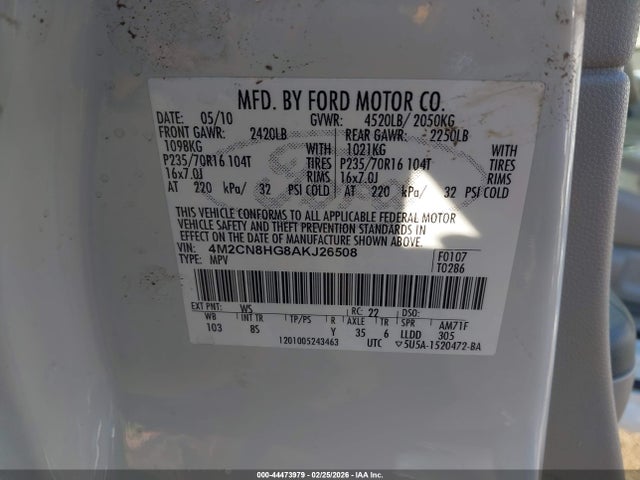 MFD. BY FORD MOTOR CO.
DATE: 05/10 GVWR: 4520LB/ 2050KG
FRONT GAWR: 2420LB REAR GAWR: 2250LB
1098KG WITH 1021KG WITH
P235/70R16 104T TIRES P235/70R16 104T TIRES
16x7.0J RIMS 16x7.0J RIMS
AT 220 kPa/ 32 PSI COLD AT 220 kPa/ 32 PSI COLD
THIS VEHICLE CONFORMS TO ALL APPLICABLE FEDERAL MOTOR
VEHICLE SAFETY AND THEFT PREVENTION STANDARDS IN
EFFECT ON THE DATE OF MANUFACTURE SHOWN ABOVE.
VIN: 4M2CN8HG8AKJ26508 F0107
TYPE: MPV T0286
EXT PNT: WS RC: 22 DSO:
WB INT TR TP/PS R AXLE TR SPR AM71F
103 8S Y 35 6 LLDD 305
1201005243463 UTC ▽5U5A-1520472-BA
000-44473979 - 02/25/2026 - IAA Inc.